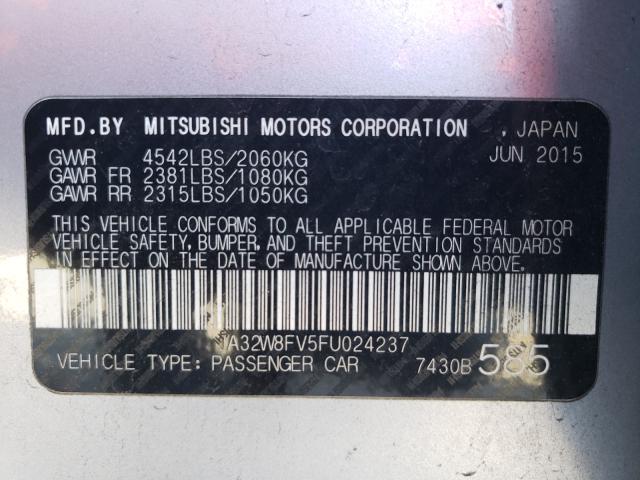 MFD.BY MITSUBISHI MOTORS CORPORATION , JAPAN
JUN 2015
GVWR 4542LBS/2060KG
GAWR FR 2381LBS/1080KG
GAWR RR 2315LBS/1050KG
THIS VEHICLE CONFORMS TO ALL APPLICABLE FEDERAL MOTOR
VEHICLE SAFETY, BUMPER, AND THEFT PREVENTION STANDARDS
IN EFFECT ON THE DATE OF MANUFACTURE SHOWN ABOVE.
JA32W8FV5FU024237
VEHICLE TYPE: PASSENGER CAR 7430B 585